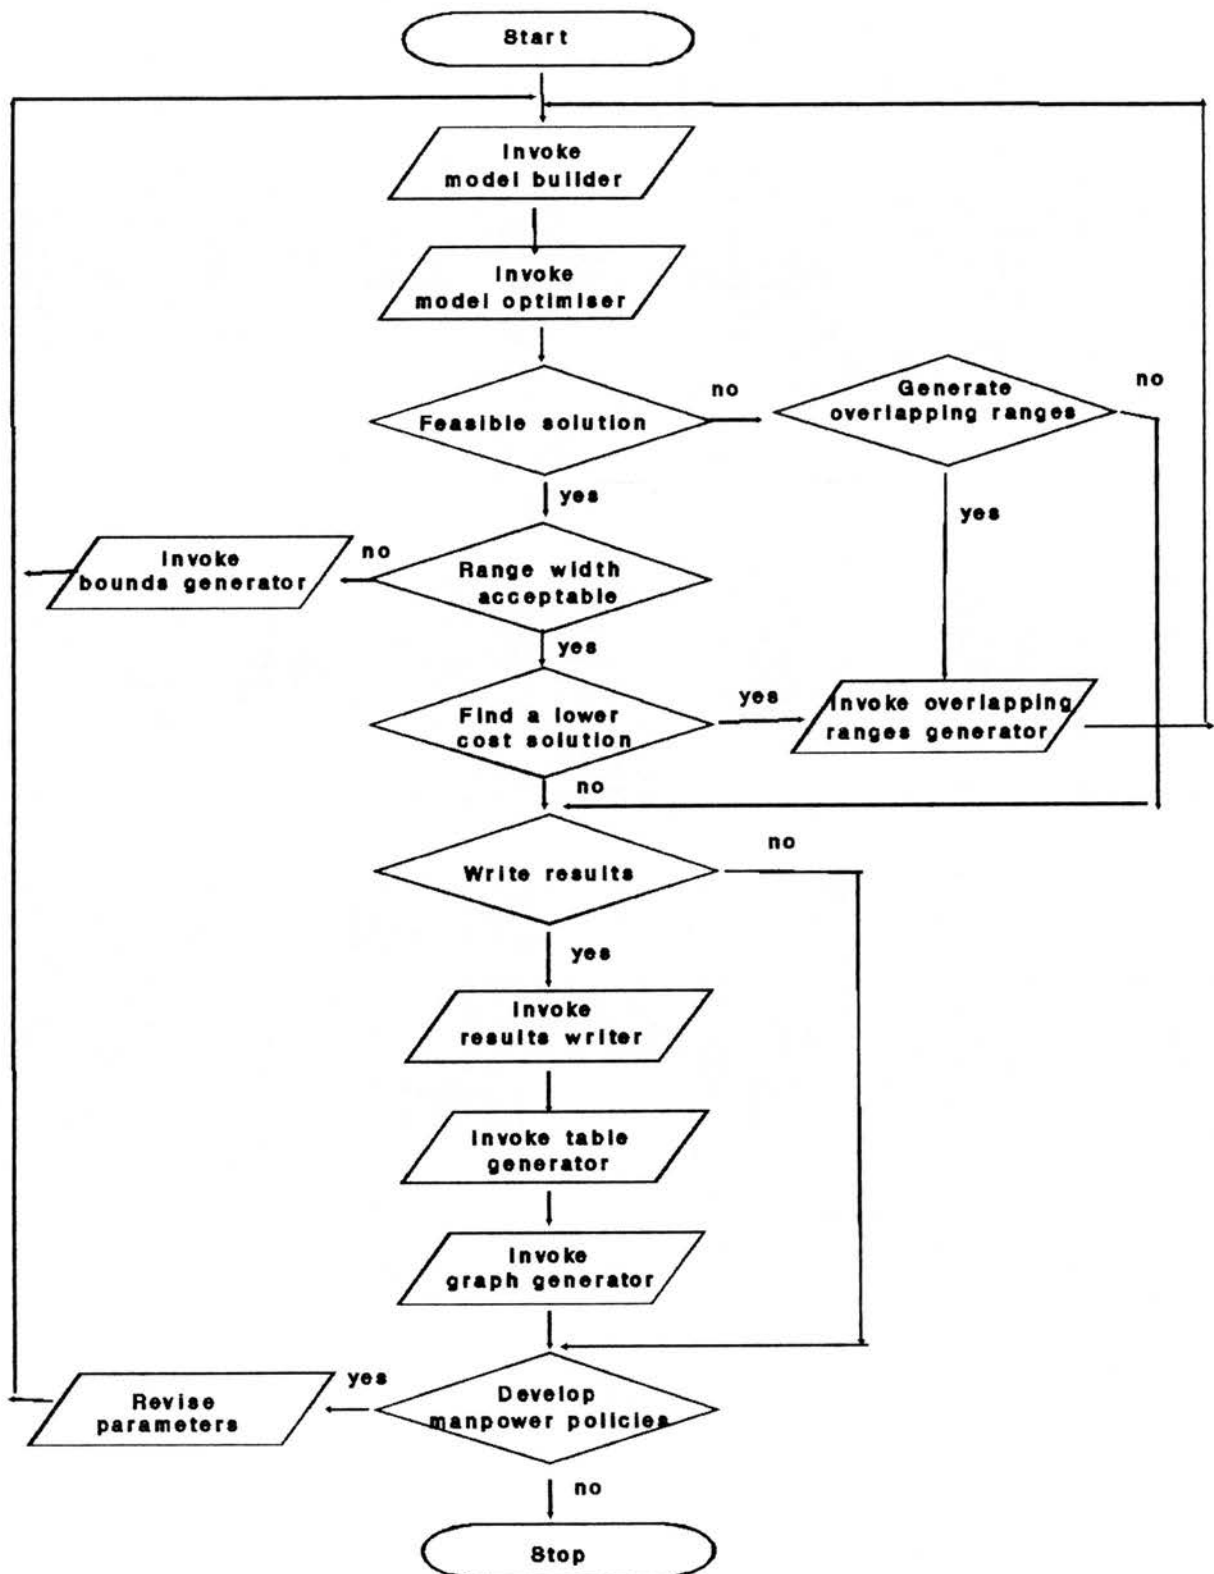 Start
Invoke
model builder
Invoke
model optimiser
Feasible solution
no
Generate
overlapping ranges
no
yes
yes
Invoke
bounds generator
no
Range width
acceptable
yes
Find a lower
cost solution
yes
Invoke overlapping
ranges generator
no
Write results
no
yes
Invoke
results writer
Invoke table
generator
Invoke
graph generator
Revise
parameters
yes
Develop
manpower policies
no
Stop